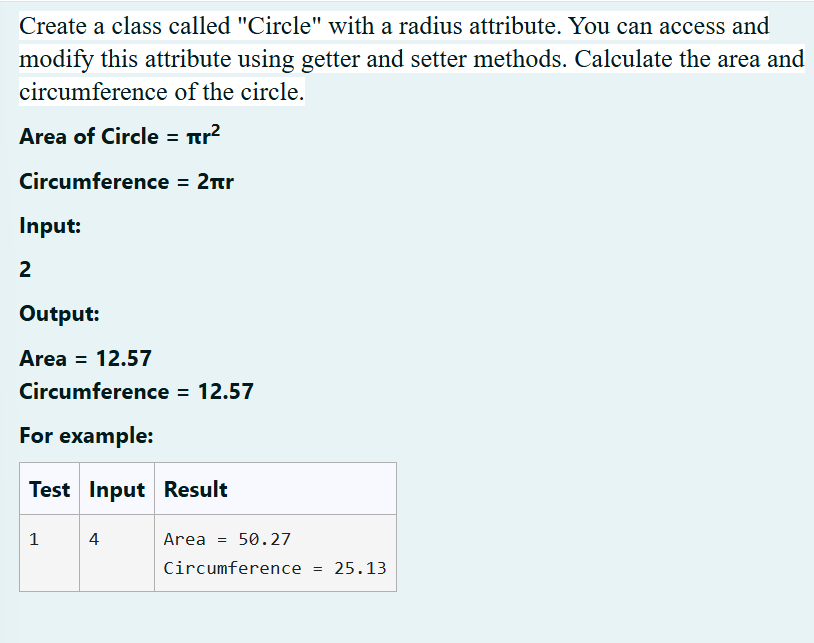 Create a class called "Circle" with a radius attribute. You can access and
modify this attribute using getter and setter methods. Calculate the area and
circumference of the circle.
Area of Circle = πr²
Circumference = 2πr
Input:
2
Output:
Area = 12.57
Circumference = 12.57
For example:
Test Input Result
1 4 Area = 50.27
Circumference = 25.13